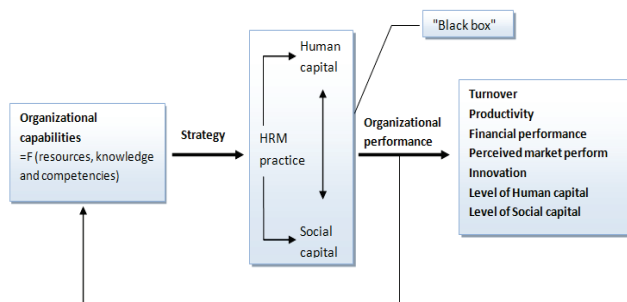 "Black box"
Organizational
capabilities
=F (resources, knowledge
and competencies)
Strategy
Human
capital
HRM
practice
Social
capital
Organizational
performance
Turnover
Productivity
Financial performance
Perceived market perform
Innovation
Level of Human capital
Level of Social capital